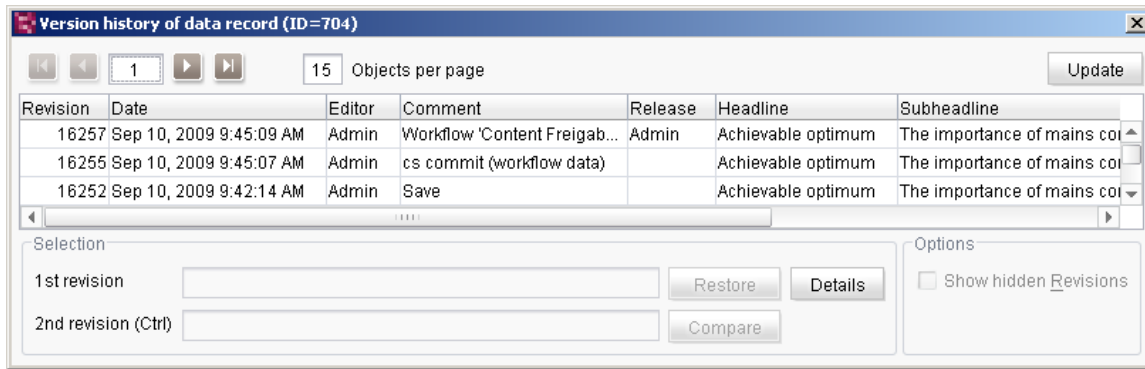 Version history of data record (ID=704)
1 15 Objects per page Update
Revision Date Editor Comment Release Headline Subheadline
16257 Sep 10, 2009 9:45:09 AM Admin Workflow 'Content Freigab... Admin Achievable optimum The importance of mains
16255 Sep 10, 2009 9:45:07 AM Admin cs commit (workflow data) Achievable optimum The importance of mains
16252 Sep 10, 2009 9:42:14 AM Admin Save Achievable optimum The importance of mains
Selection Options
1st revision Restore Details Show hidden Revisions
2nd revision (Ctrl) Compare